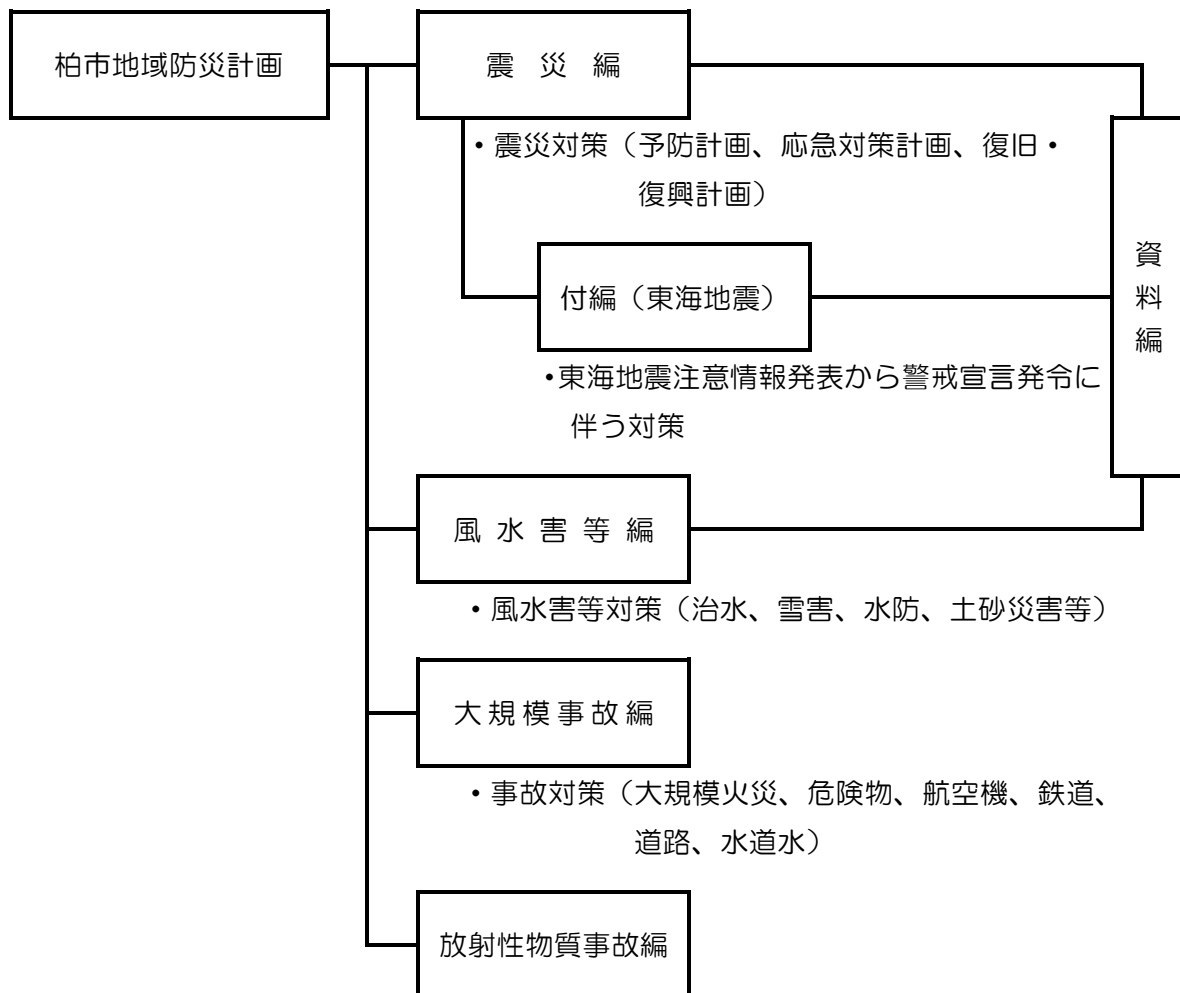 柏市地域防災計画
震災編
・震災対策（予防計画、応急対策計画、復旧・
復興計画）
付編（東海地震）
・東海地震注意情報発表から警戒宣言発令に
伴う対策
資料編
風水害等編
・風水害等対策（治水、雪害、水防、土砂災害等）
大規模事故編
・事故対策（大規模火災、危険物、航空機、鉄道、
道路、水道水）
放射性物質事故編